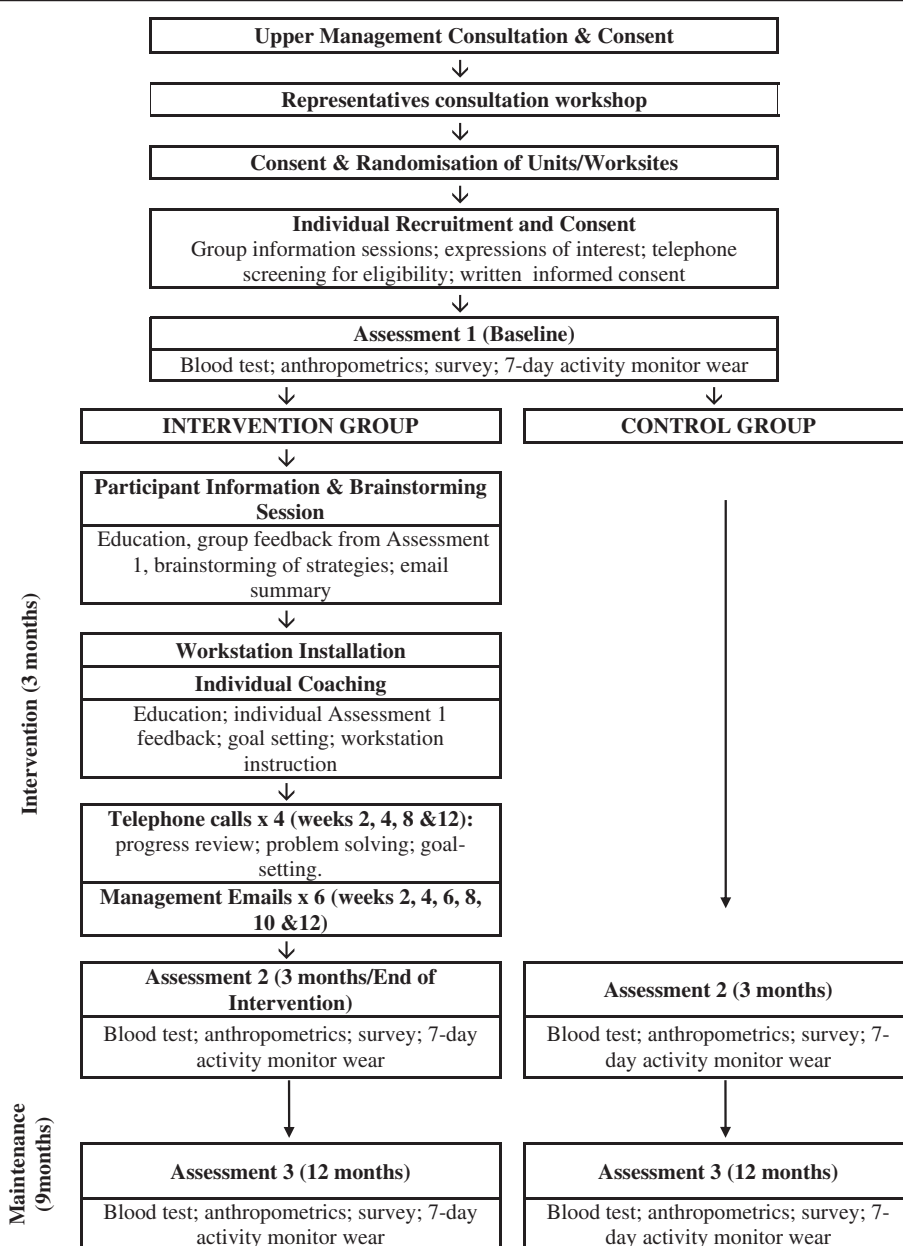 Upper Management Consultation & Consent
Representatives consultation workshop
Consent & Randomisation of Units/Worksites
Individual Recruitment and Consent
Group information sessions; expressions of interest; telephone
screening for eligibility; written informed consent
Assessment 1 (Baseline)
Blood test; anthropometrics; survey; 7-day activity monitor wear
INTERVENTION GROUP
CONTROL GROUP
Intervention (3 months)
Participant Information & Brainstorming
Session
Education, group feedback from Assessment
1, brainstorming of strategies; email
summary
Workstation Installation
Individual Coaching
Education; individual Assessment 1
feedback; goal setting; workstation
instruction
Telephone calls x 4 (weeks 2, 4, 8 &12):
progress review; problem solving; goal-
setting.
Management Emails x 6 (weeks 2, 4, 6, 8,
10 &12)
Assessment 2 (3 months/End of
Intervention)
Blood test; anthropometrics; survey; 7-day
activity monitor wear
Assessment 2 (3 months)
Blood test; anthropometrics; survey; 7-
day activity monitor wear
Maintenance
(9months)
Assessment 3 (12 months)
Blood test; anthropometrics; survey; 7-day
activity monitor wear
Assessment 3 (12 months)
Blood test; anthropometrics; survey; 7-
day activity monitor wear